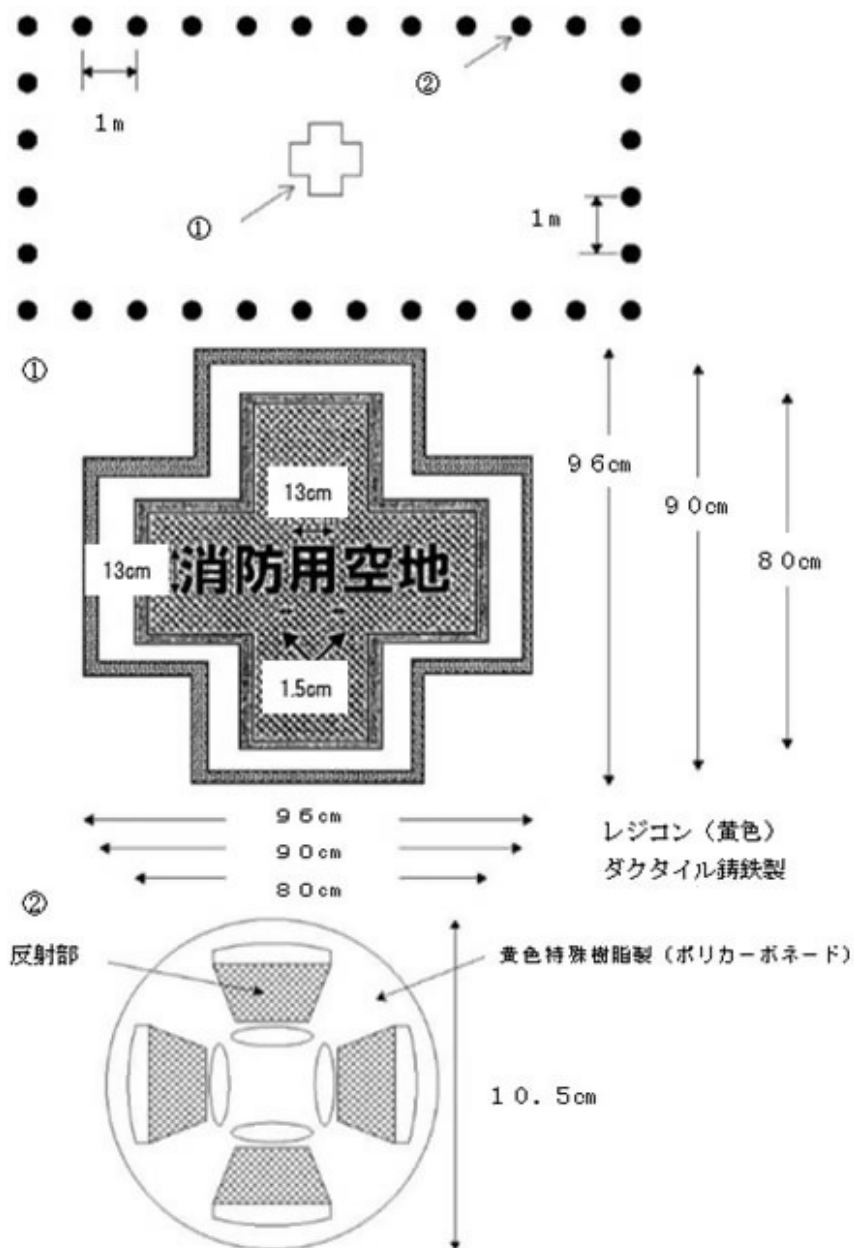 ②
1m
①
1m
①
96cm
13cm
90cm
80cm
13cm
消防用空地
1.5cm
96cm
90cm
80cm
レジコン（黄色）
ダクタイル鋳鉄製
②
反射部
黄色特殊樹脂製（ポリカーボネード）
10.5cm